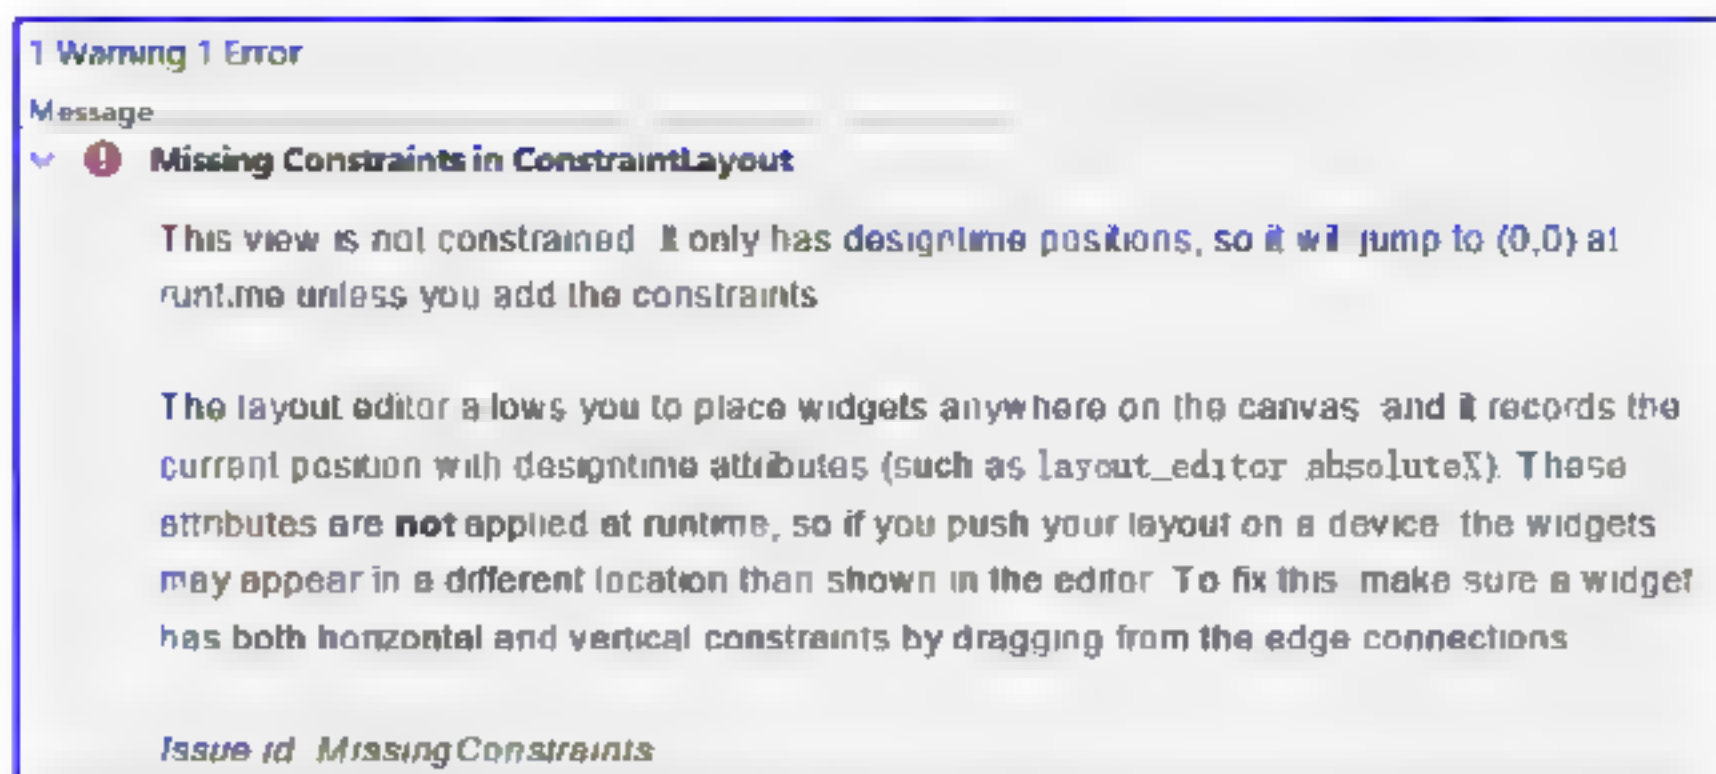 1 Warning 1 Error
Message
Missing Constraints in ConstraintLayout
This view is not constrained. It only has designtime positions, so it will jump to (0,0) at
runtime unless you add the constraints
The layout editor allows you to place widgets anywhere on the canvas, and it records the
current position with designtime attributes (such as layout_editor_absoluteX). These
attributes are not applied at runtime, so if you push your layout on a device, the widgets
may appear in a different location than shown in the editor. To fix this, make sure a widget
has both horizontal and vertical constraints by dragging from the edge connections.
Issue id: MissingConstraints